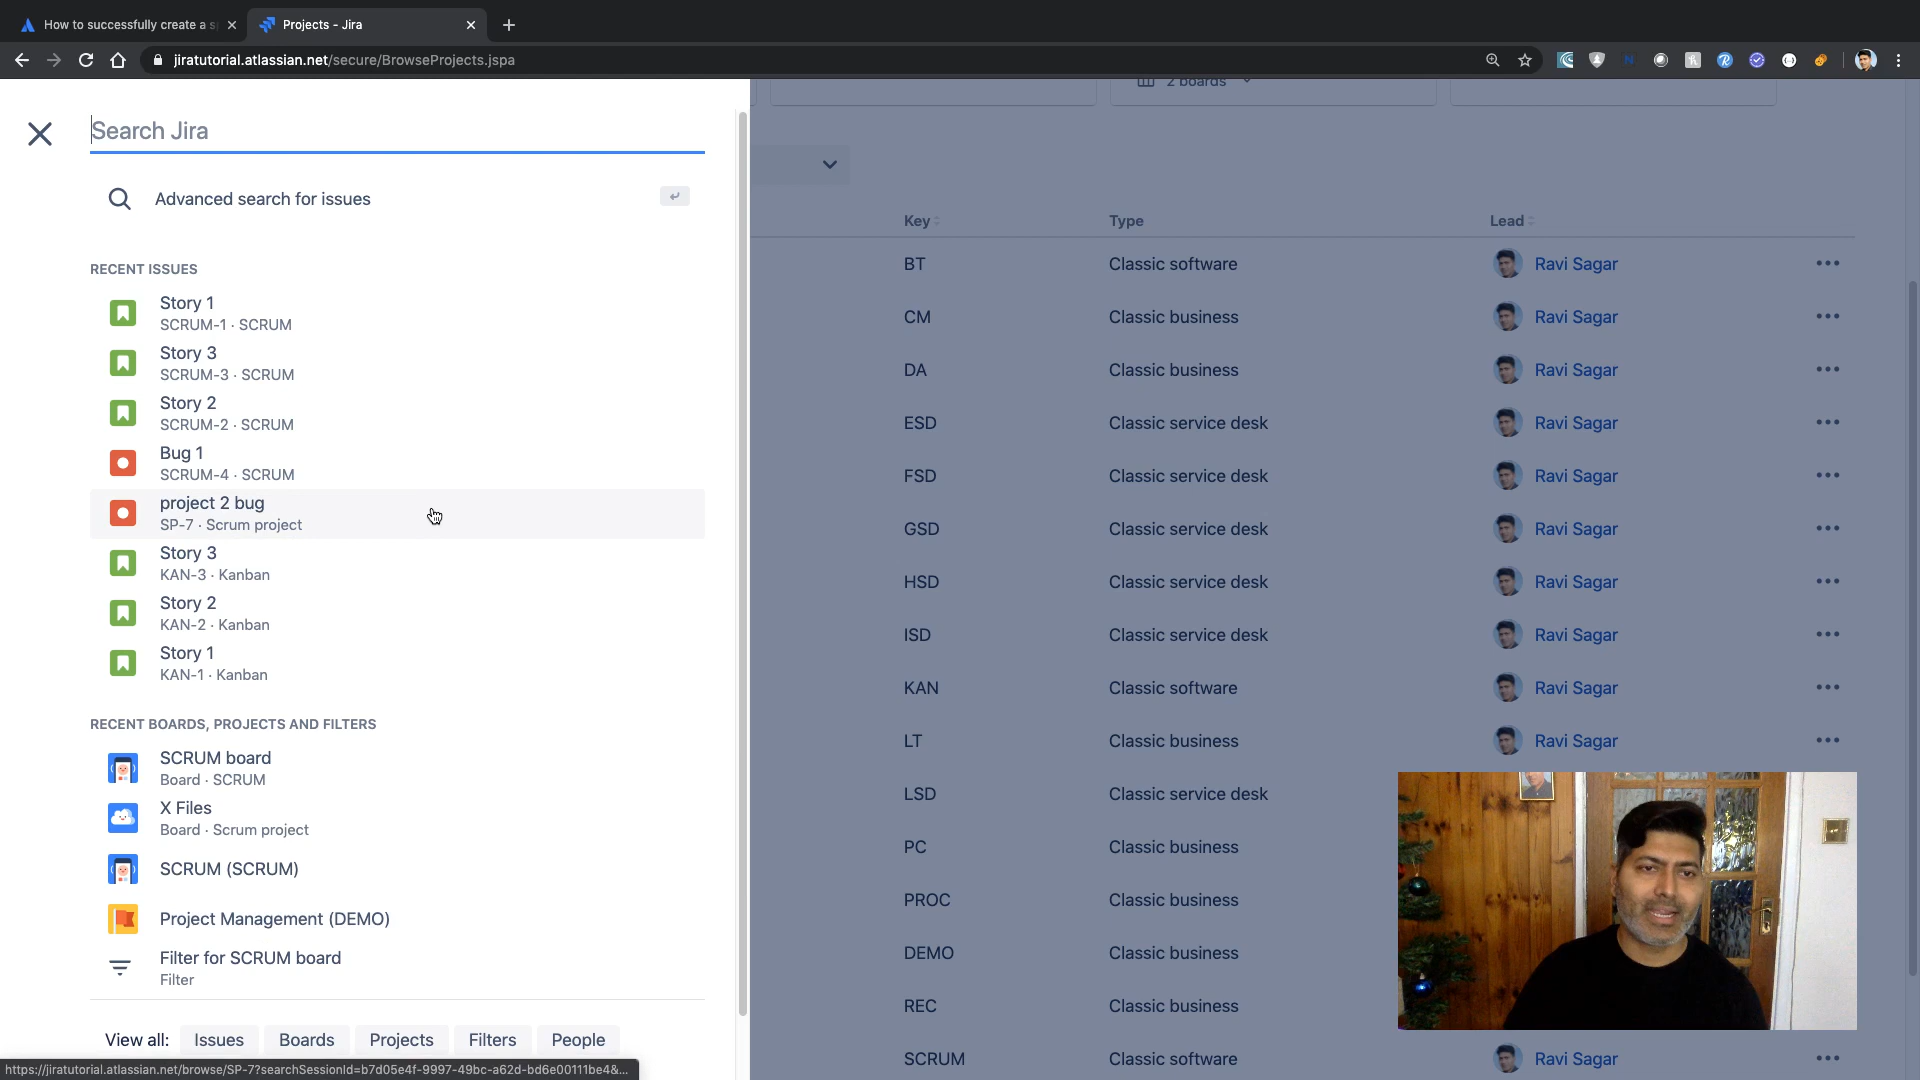 How to successfully create a s
Projects - Jira
jiratutorial.atlassian.net/secure/BrowseProjects.jspa
2 boards
Search Jira
Advanced search for issues
RECENT ISSUES
Story 1
SCRUM-1 · SCRUM
Story 3
SCRUM-3 · SCRUM
Story 2
SCRUM-2 · SCRUM
Bug 1
SCRUM-4 · SCRUM
project 2 bug
SP-7 · Scrum project
Story 3
KAN-3 · Kanban
Story 2
KAN-2 · Kanban
Story 1
KAN-1 · Kanban
RECENT BOARDS, PROJECTS AND FILTERS
SCRUM board
Board · SCRUM
X Files
Board · Scrum project
SCRUM (SCRUM)
Project Management (DEMO)
Filter for SCRUM board
Filter
View all: Issues Boards Projects Filters People
https://jiratutorial.atlassian.net/browse/SP-7?searchSessionId=b7d05e4f-9997-49bc-a62d-bd6e00111be4&...
Key Type Lead
BT Classic software Ravi Sagar
CM Classic business Ravi Sagar
DA Classic business Ravi Sagar
ESD Classic service desk Ravi Sagar
FSD Classic service desk Ravi Sagar
GSD Classic service desk Ravi Sagar
HSD Classic service desk Ravi Sagar
ISD Classic service desk Ravi Sagar
KAN Classic software Ravi Sagar
LT Classic business Ravi Sagar
LSD Classic service desk
PC Classic business
PROC Classic business
DEMO Classic business
REC Classic business
SCRUM Classic software Ravi Sagar